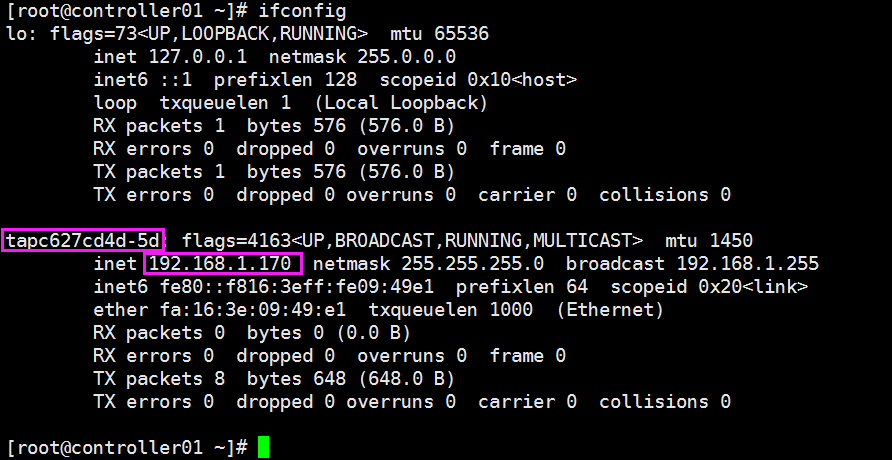 [root@controller01 ~]# ifconfig
lo: flags=73<UP,LOOPBACK,RUNNING>  mtu 65536
        inet 127.0.0.1  netmask 255.0.0.0
        inet6 ::1  prefixlen 128  scopeid 0x10<host>
        loop  txqueuelen 1  (Local Loopback)
        RX packets 1  bytes 576 (576.0 B)
        RX errors 0  dropped 0  overruns 0  frame 0
        TX packets 1  bytes 576 (576.0 B)
        TX errors 0  dropped 0 overruns 0  carrier 0  collisions 0
tapc627cd4d-5d: flags=4163<UP,BROADCAST,RUNNING,MULTICAST>  mtu 1450
        inet 192.168.1.170  netmask 255.255.255.0  broadcast 192.168.1.255
        inet6 fe80::f816:3eff:fe09:49e1  prefixlen 64  scopeid 0x20<link>
        ether fa:16:3e:09:49:e1  txqueuelen 1000  (Ethernet)
        RX packets 0  bytes 0 (0.0 B)
        RX errors 0  dropped 0  overruns 0  frame 0
        TX packets 8  bytes 648 (648.0 B)
        TX errors 0  dropped 0 overruns 0  carrier 0  collisions 0
[root@controller01 ~]#